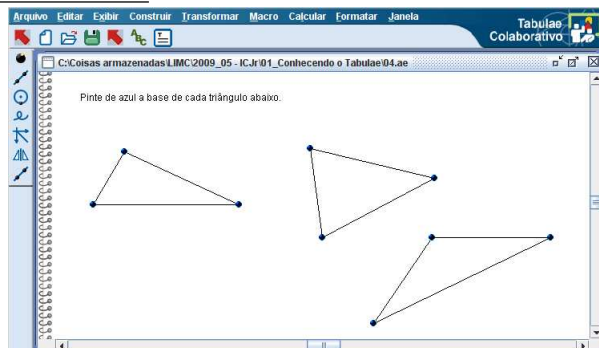 Arquivo Editar Exibir Construir Transformar Macro Calcular Formatar Janela
Tabulae
Colaborativo
ABC
C:\Coisas armazenadas\LIMC\2009_05 - ICJr\01_Conhecendo o Tabulae\04.ae
Pinte de azul a base de cada triângulo abaixo.